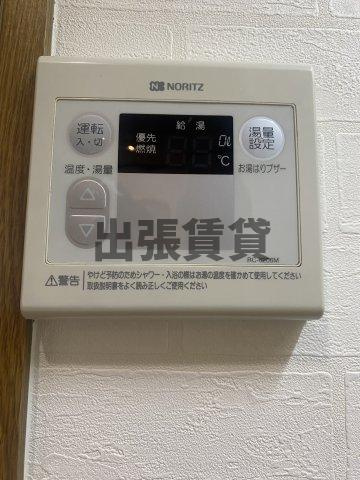 NORITZ
運転
入・切
給湯
優先
燃焼
℃
湯量
設定
温度・湯量
お湯はりブザー
出張賃貸
⚠警告
やけど予防のためシャワー・入浴の際はお湯の温度を確かめて使用してください
取扱説明書をよく読み正しくご使用ください